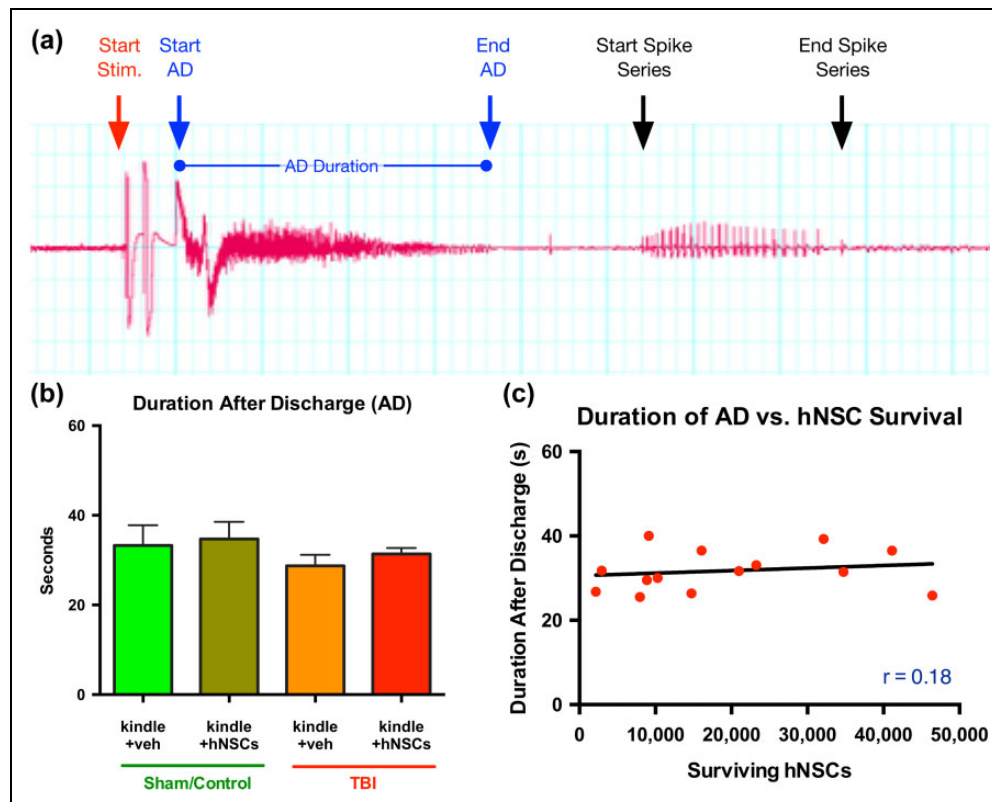 (a)
Start
Stim.
Start
AD
End
AD
Start Spike
Series
End Spike
Series
AD Duration
(b)
Duration After Discharge (AD)
Seconds
60
40
20
0
kindle
+veh
kindle
+hNSCs
kindle
+veh
kindle
+hNSCs
Sham/Control
TBI
(c)
Duration of AD vs. hNSC Survival
Duration After Discharge (s)
60
40
20
0
r = 0.18
0
10,000
20,000
30,000
40,000
50,000
Surviving hNSCs